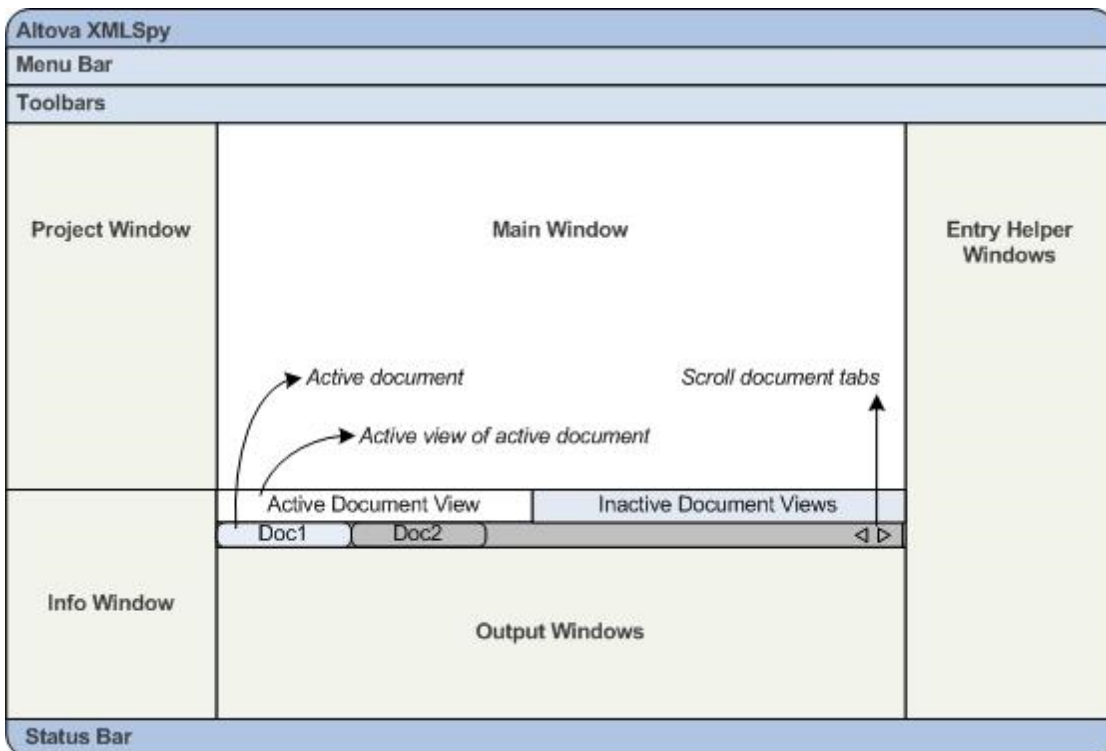 Altova XMLSpy
Menu Bar
Toolbars
Project Window
Main Window
Entry Helper
Windows
Active document
Scroll document tabs
Active view of active document
Active Document View
Inactive Document Views
Doc1
Doc2
Info Window
Output Windows
Status Bar